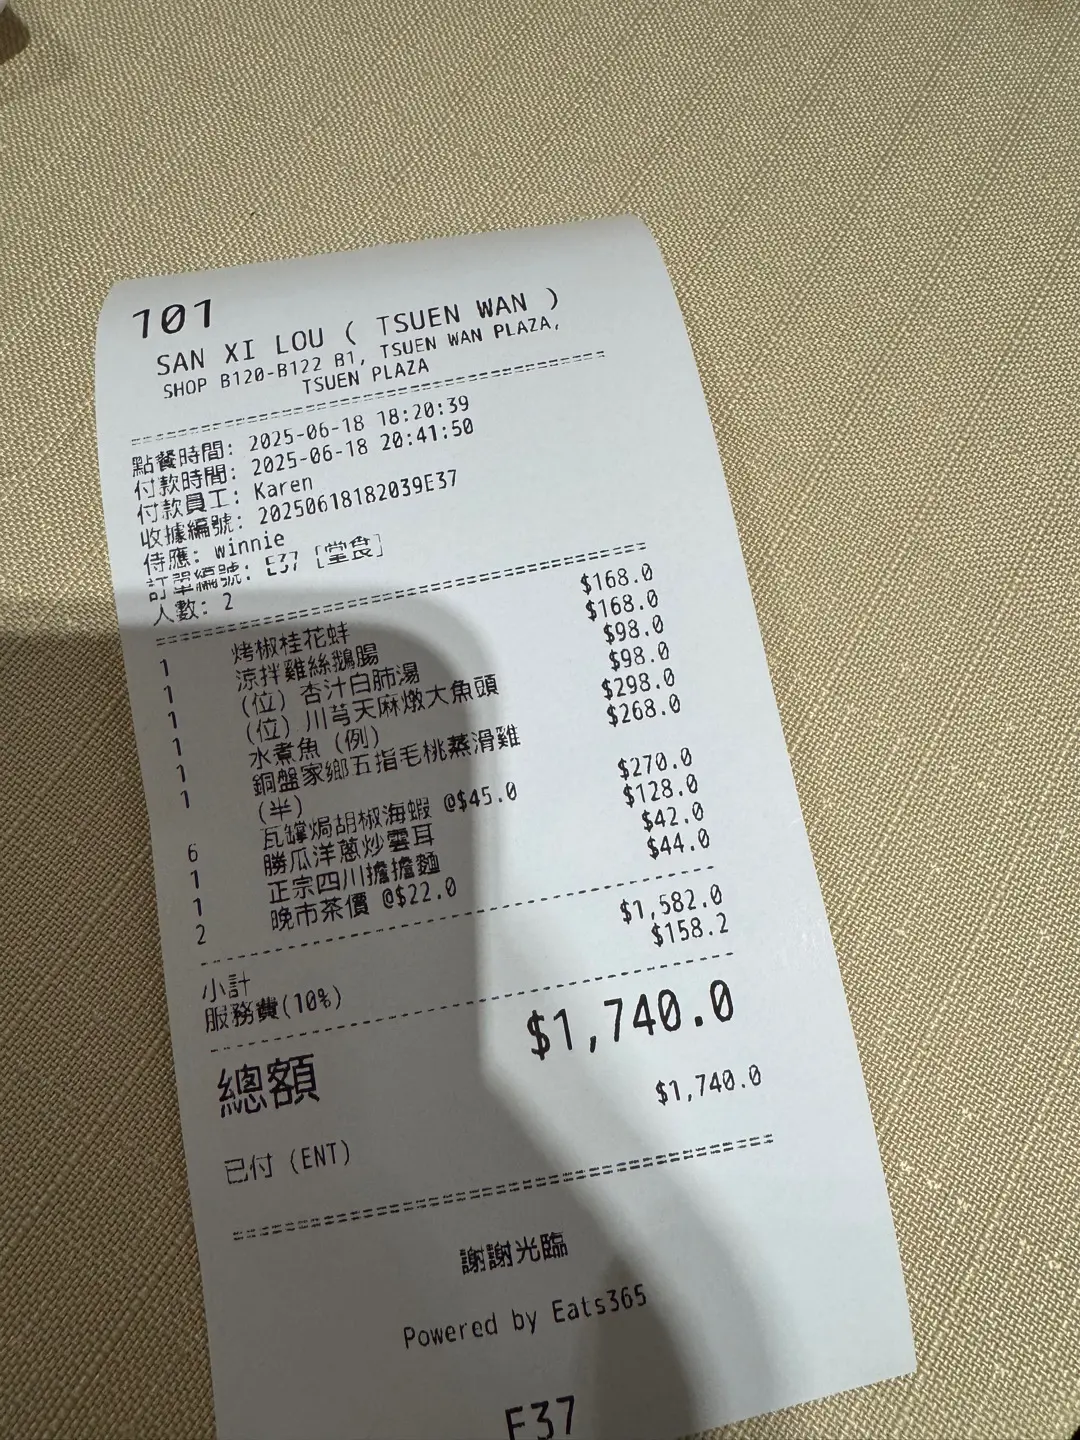 101
SAN XI LOU ( TSUEN WAN )
SHOP B120-B122 B1, TSUEN WAN PLAZA,
TSUEN PLAZA
點餐時間: 2025-06-18 18:20:39
付款時間: 2025-06-18 20:41:50
付款員工: Karen
收據編號: 20250618182039E37
侍應: winnie
訂單編號: E37 [堂食]
人數: 2
1 烤椒桂花蚌 $168.0
1 涼拌雞絲鵝腸 $168.0
1 (位) 杏汁白肺湯 $98.0
1 (位) 川芎天麻燉大魚頭 $98.0
1 水煮魚 (例) $298.0
1 銅盤家鄉五指毛桃蒸滑雞 $268.0
(半)
6 瓦罉焗胡椒海蝦 @$45.0 $270.0
1 勝瓜洋蔥炒雲耳 $128.0
1 正宗四川擔擔麵 $42.0
2 晚市茶價 @$22.0 $44.0
小計 $1,582.0
服務費(10%) $158.2
總額 $1,740.0
已付 (ENT) $1,740.0
謝謝光臨
Powered by Eats365
E37